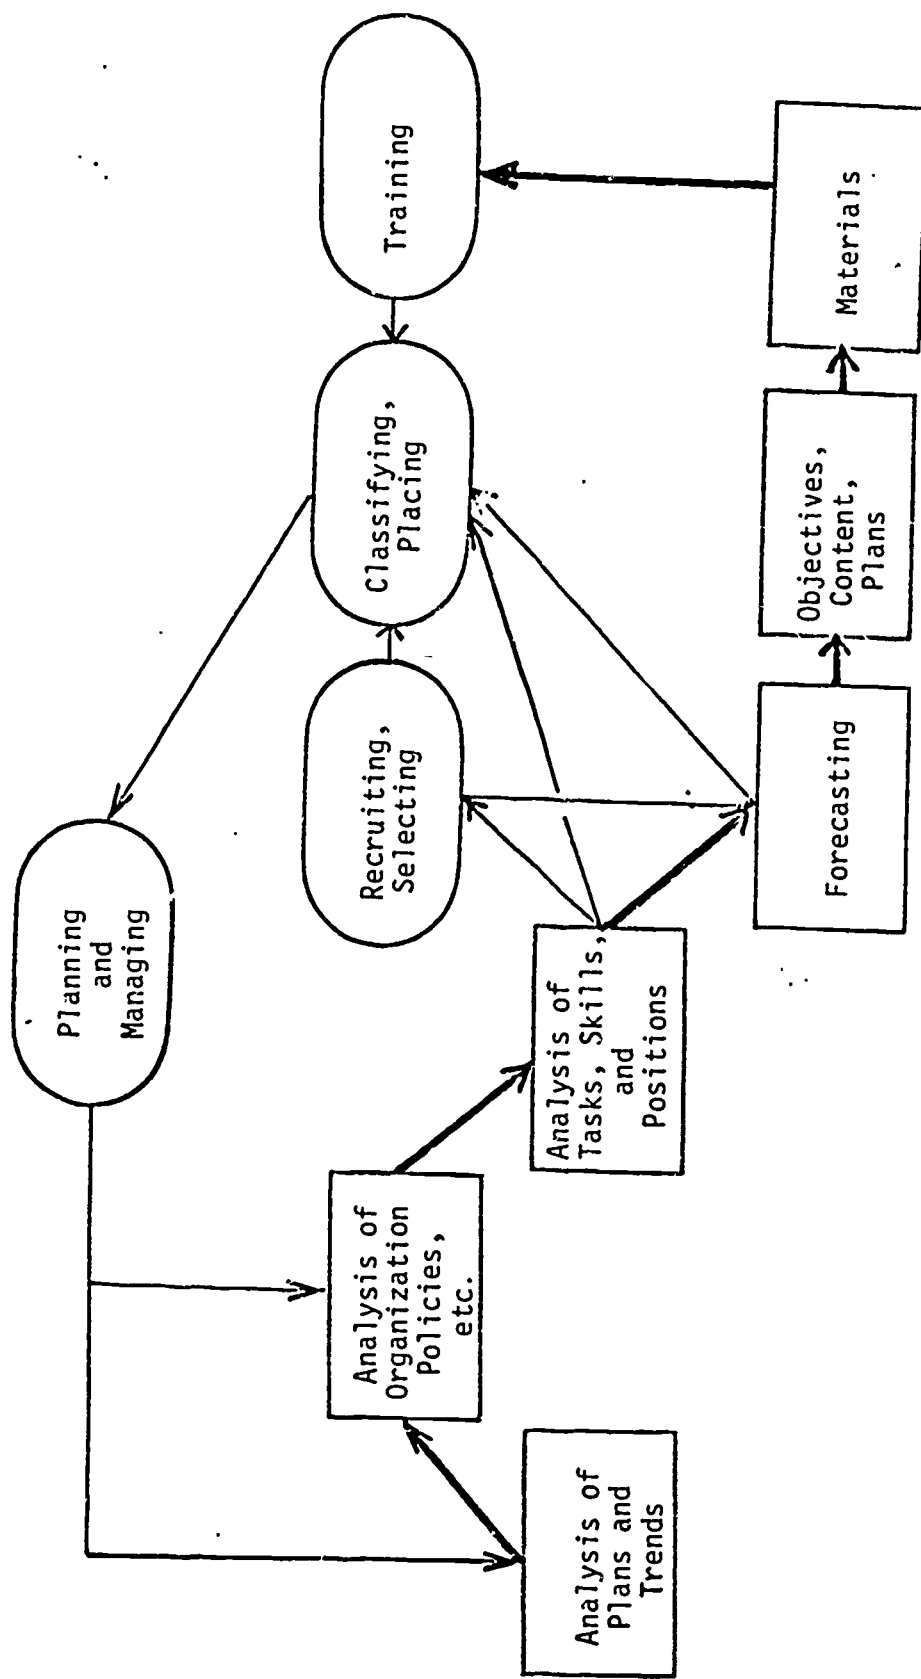 Planning
and
Managing
Recruiting,
Selecting
Classifying,
Placing
Training
Analysis of
Organization
Policies,
etc.
Analysis of
Plans and
Trends
Analysis of
Tasks, Skills,
and
Positions
Forecasting
Objectives,
Content,
Plans
Materials